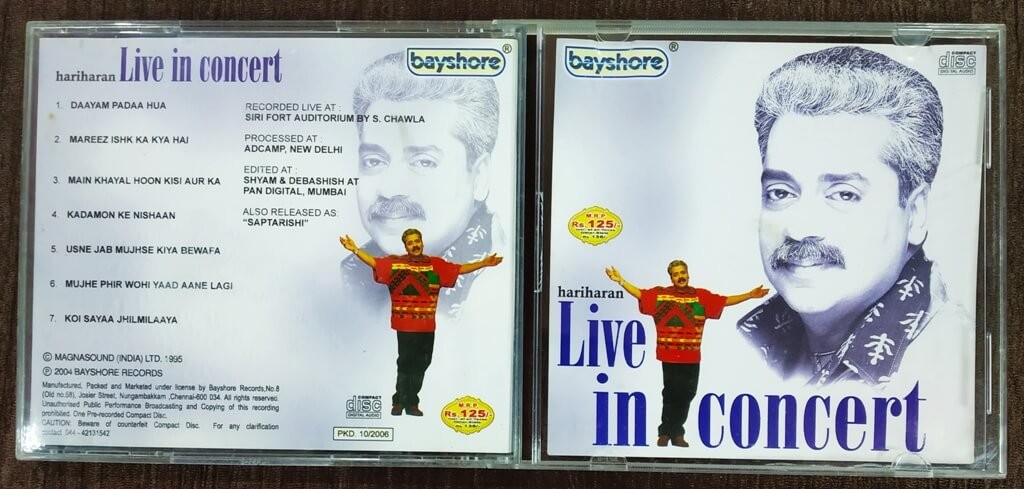 hariharan Live in concert
bayshore®
1. DAAYAM PADAA HUA
2. MAREEZ ISHK KA KYA HAI
3. MAIN KHAYAL HOON KISI AUR KA
4. KADAMON KE NISHAAN
5. USNE JAB MUJHSE KIYA BEWAFA
6. MUJHE PHIR WOHI YAAD AANE LAGI
7. KOI SAYAA JHILMILAAYA
RECORDED LIVE AT :
SIRI FORT AUDITORIUM BY S. CHAWLA
PROCESSED AT :
ADCAMP, NEW DELHI
EDITED AT :
SHYAM & DEBASHISH AT
PAN DIGITAL, MUMBAI
ALSO RELEASED AS:
"SAPTARISHI"
© MAGNASOUND (INDIA) LTD. 1995
℗ 2004 BAYSHORE RECORDS
Manufactured, Packed and Marketed under license by Bayshore Records,No.8
(Old no.58), Josier Street, Nungambakkam ,Chennai-600 034. All rights reserved.
Unauthorised Public Performance Broadcasting and Copying of this recording
prohibited. One Pre-recorded Compact Disc.
CAUTION: Beware of counterfeit Compact Disc. For any clarification
contact 044 - 42131542
COMPACT
disc
DIGITAL AUDIO
PKD. 10/2006
M.R.P
Rs.125/-
bayshore®
COMPACT
disc
DIGITAL AUDIO
M.R.P
Rs.125/-
hariharan
Live
in concert